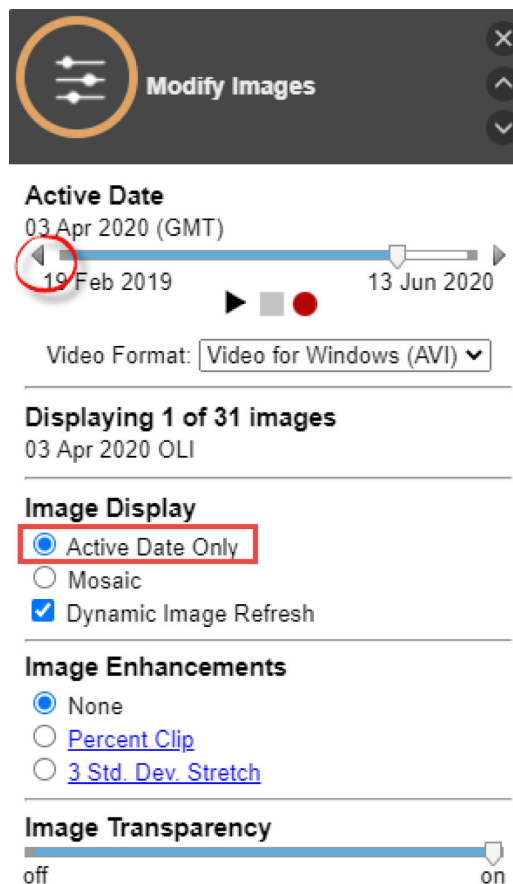 Modify Images
Active Date
03 Apr 2020 (GMT)
19 Feb 2019 13 Jun 2020
Video Format: Video for Windows (AVI)
Displaying 1 of 31 images
03 Apr 2020 OLI
Image Display
Active Date Only
Mosaic
Dynamic Image Refresh
Image Enhancements
None
Percent Clip
3 Std. Dev. Stretch
Image Transparency
off on